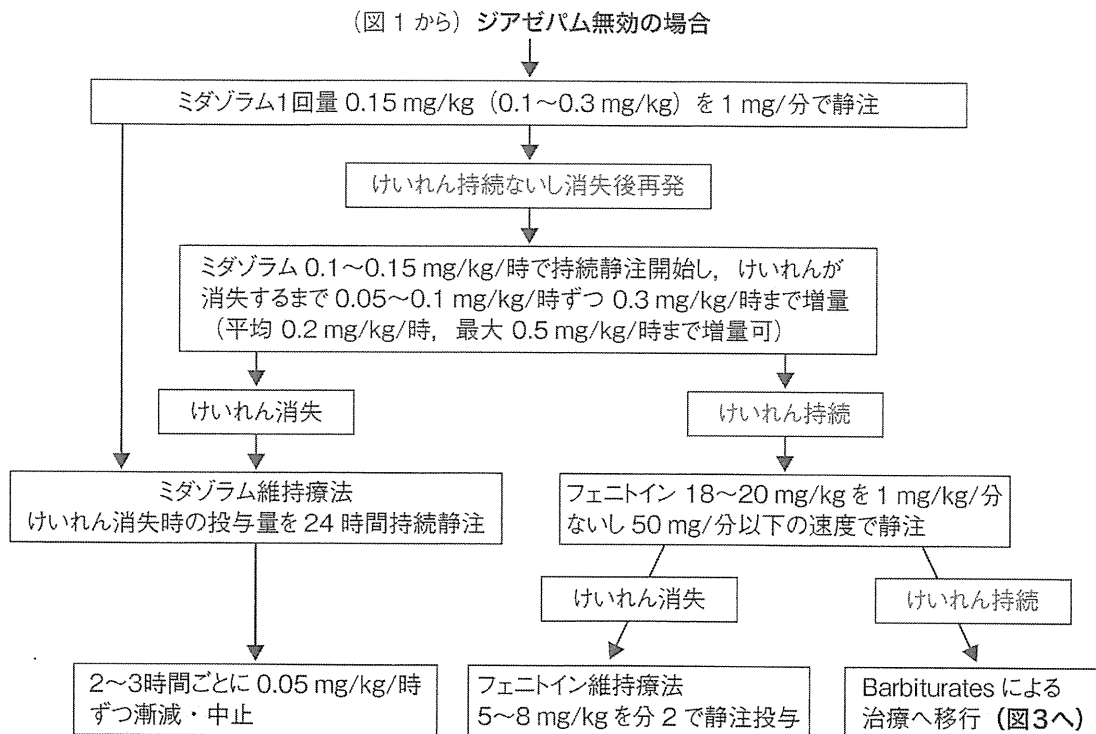 (図1から) ジアゼパム無効の場合
ミダゾラム1回量 0.15 mg/kg (0.1〜0.3 mg/kg) を 1 mg/分で静注
けいれん持続ないし消失後再発
ミダゾラム 0.1〜0.15 mg/kg/時で持続静注開始し,けいれんが
消失するまで 0.05〜0.1 mg/kg/時ずつ 0.3 mg/kg/時まで増量
(平均 0.2 mg/kg/時, 最大 0.5 mg/kg/時まで増量可)
けいれん消失
けいれん持続
ミダゾラム維持療法
けいれん消失時の投与量を 24 時間持続静注
フェニトイン 18〜20 mg/kg を 1 mg/kg/分
ないし 50 mg/分以下の速度で静注
けいれん消失
けいれん持続
2〜3時間ごとに 0.05 mg/kg/時
ずつ漸減・中止
フェニトイン維持療法
5〜8 mg/kgを分2で静注投与
Barbiturates による
治療へ移行 (図3へ)